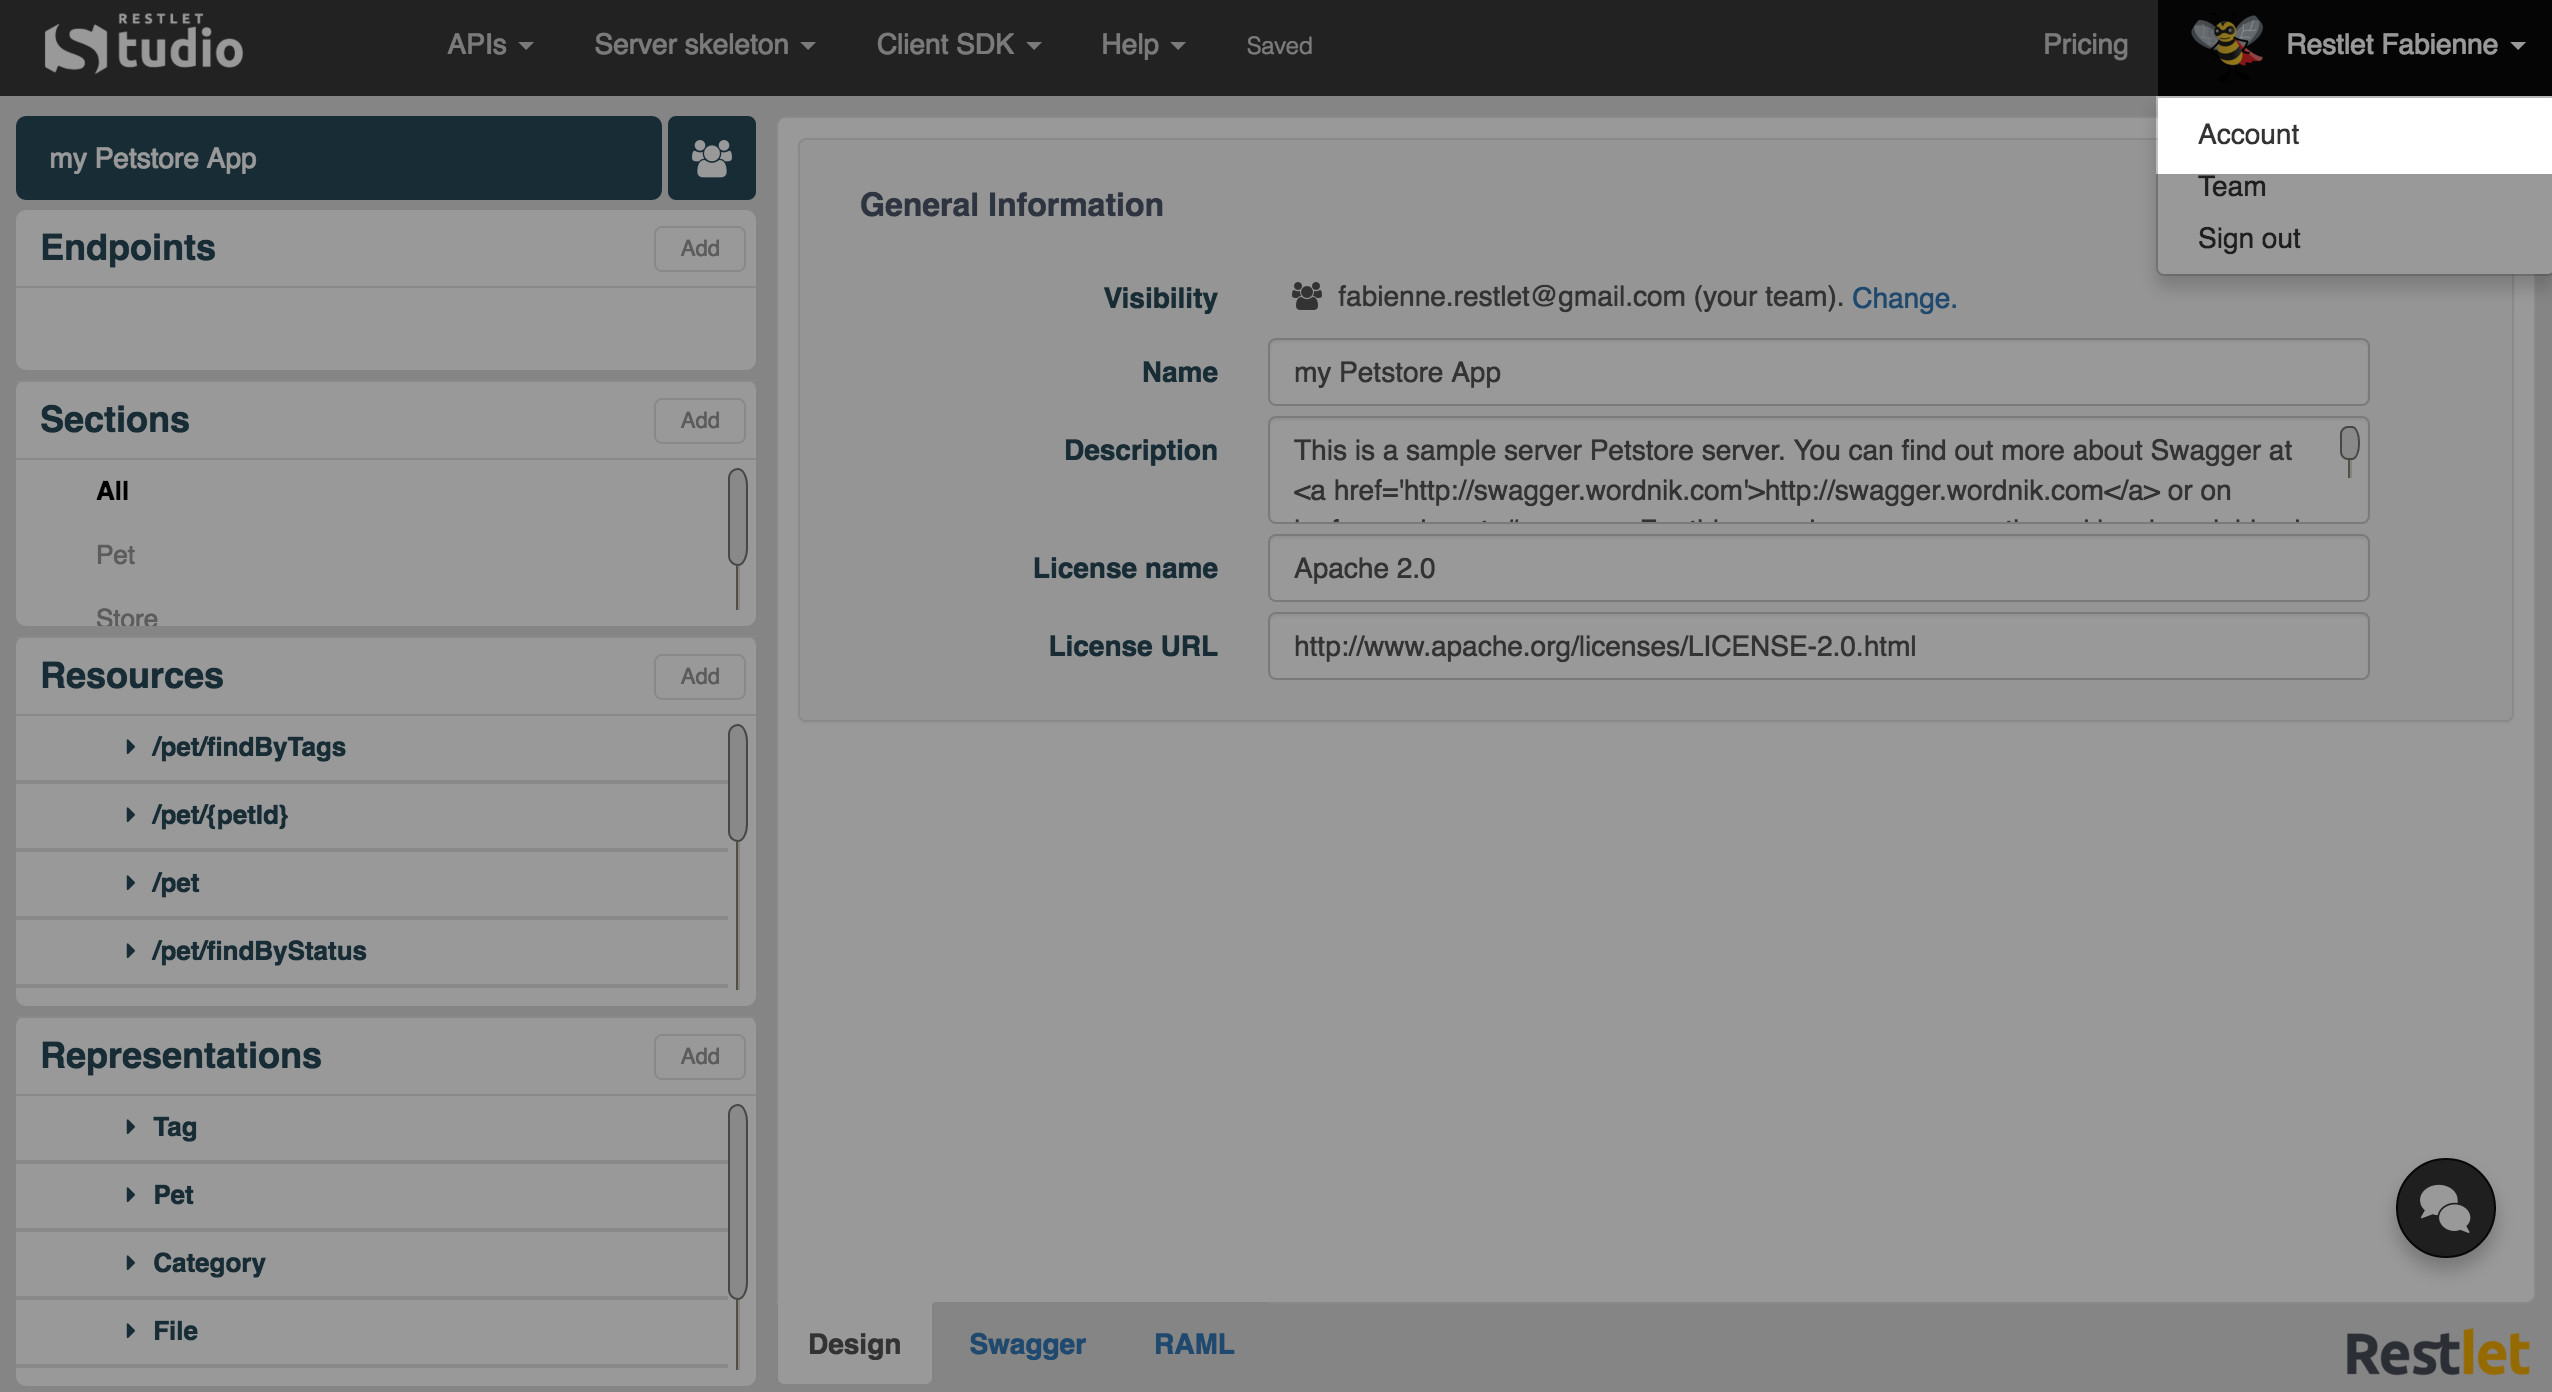 RESTLET
Studio
APIs
Server skeleton
Client SDK
Help
Saved
Pricing
Restlet Fabienne
Account
Team
Sign out
my Petstore App
Endpoints
Add
Sections
Add
All
Pet
Store
Resources
Add
/pet/findByTags
/pet/{petId}
/pet
/pet/findByStatus
Representations
Add
Tag
Pet
Category
File
General Information
Visibility
fabienne.restlet@gmail.com (your team). Change.
Name
my Petstore App
Description
This is a sample server Petstore server. You can find out more about Swagger at
<a href='http://swagger.wordnik.com'>http://swagger.wordnik.com</a> or on
License name
Apache 2.0
License URL
http://www.apache.org/licenses/LICENSE-2.0.html
Design
Swagger
RAML
Restlet